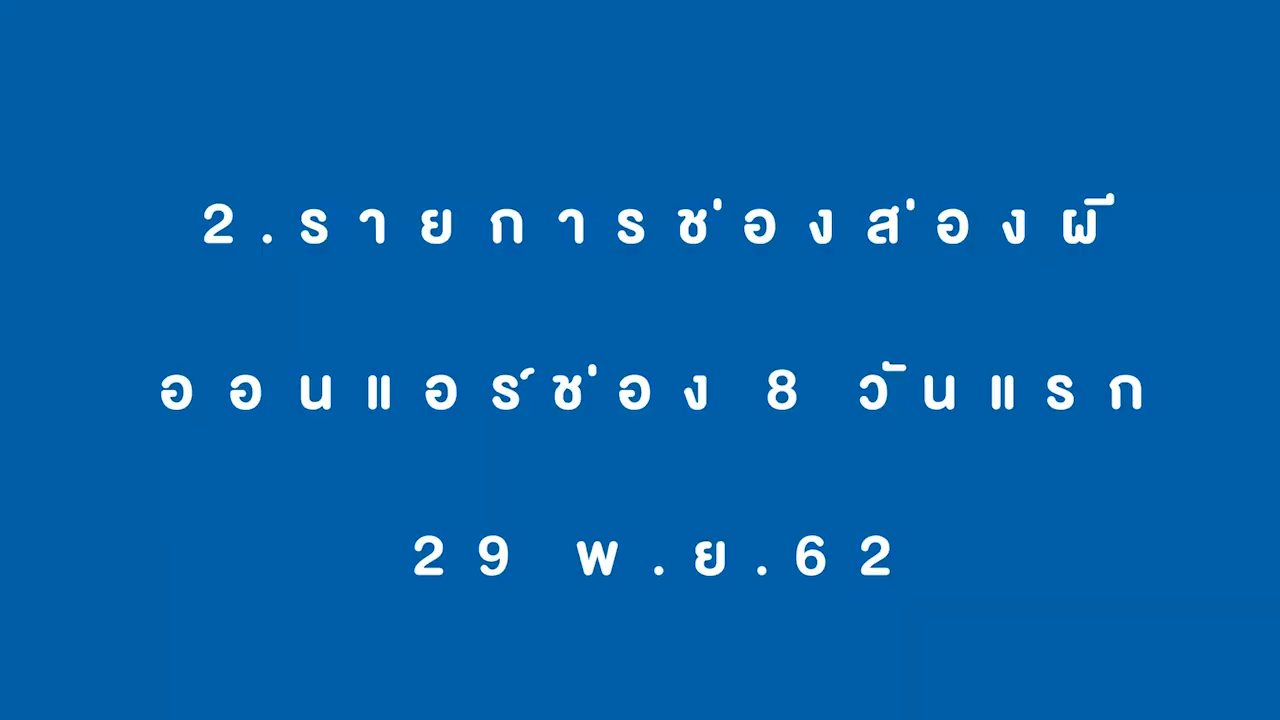 2.รายการช่องส่องผี
ออนแอร์ช่อง 8 วันแรก
29 พ.ย.62